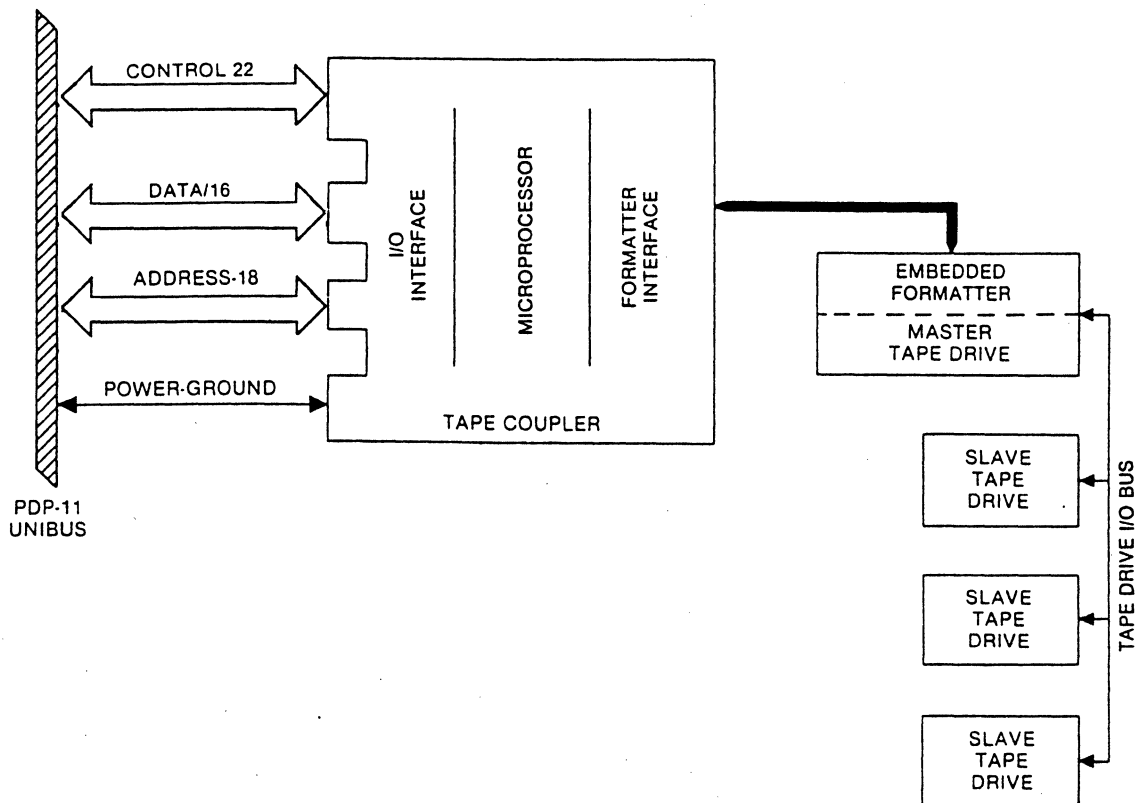 CONTROL 22
DATA/16
ADDRESS-18
POWER-GROUND
PDP-11
UNIBUS
I/O
INTERFACE
MICROPROCESSOR
FORMATTER
INTERFACE
TAPE COUPLER
EMBEDDED
FORMATTER
MASTER
TAPE DRIVE
SLAVE
TAPE
DRIVE
SLAVE
TAPE
DRIVE
SLAVE
TAPE
DRIVE
TAPE DRIVE I/O BUS